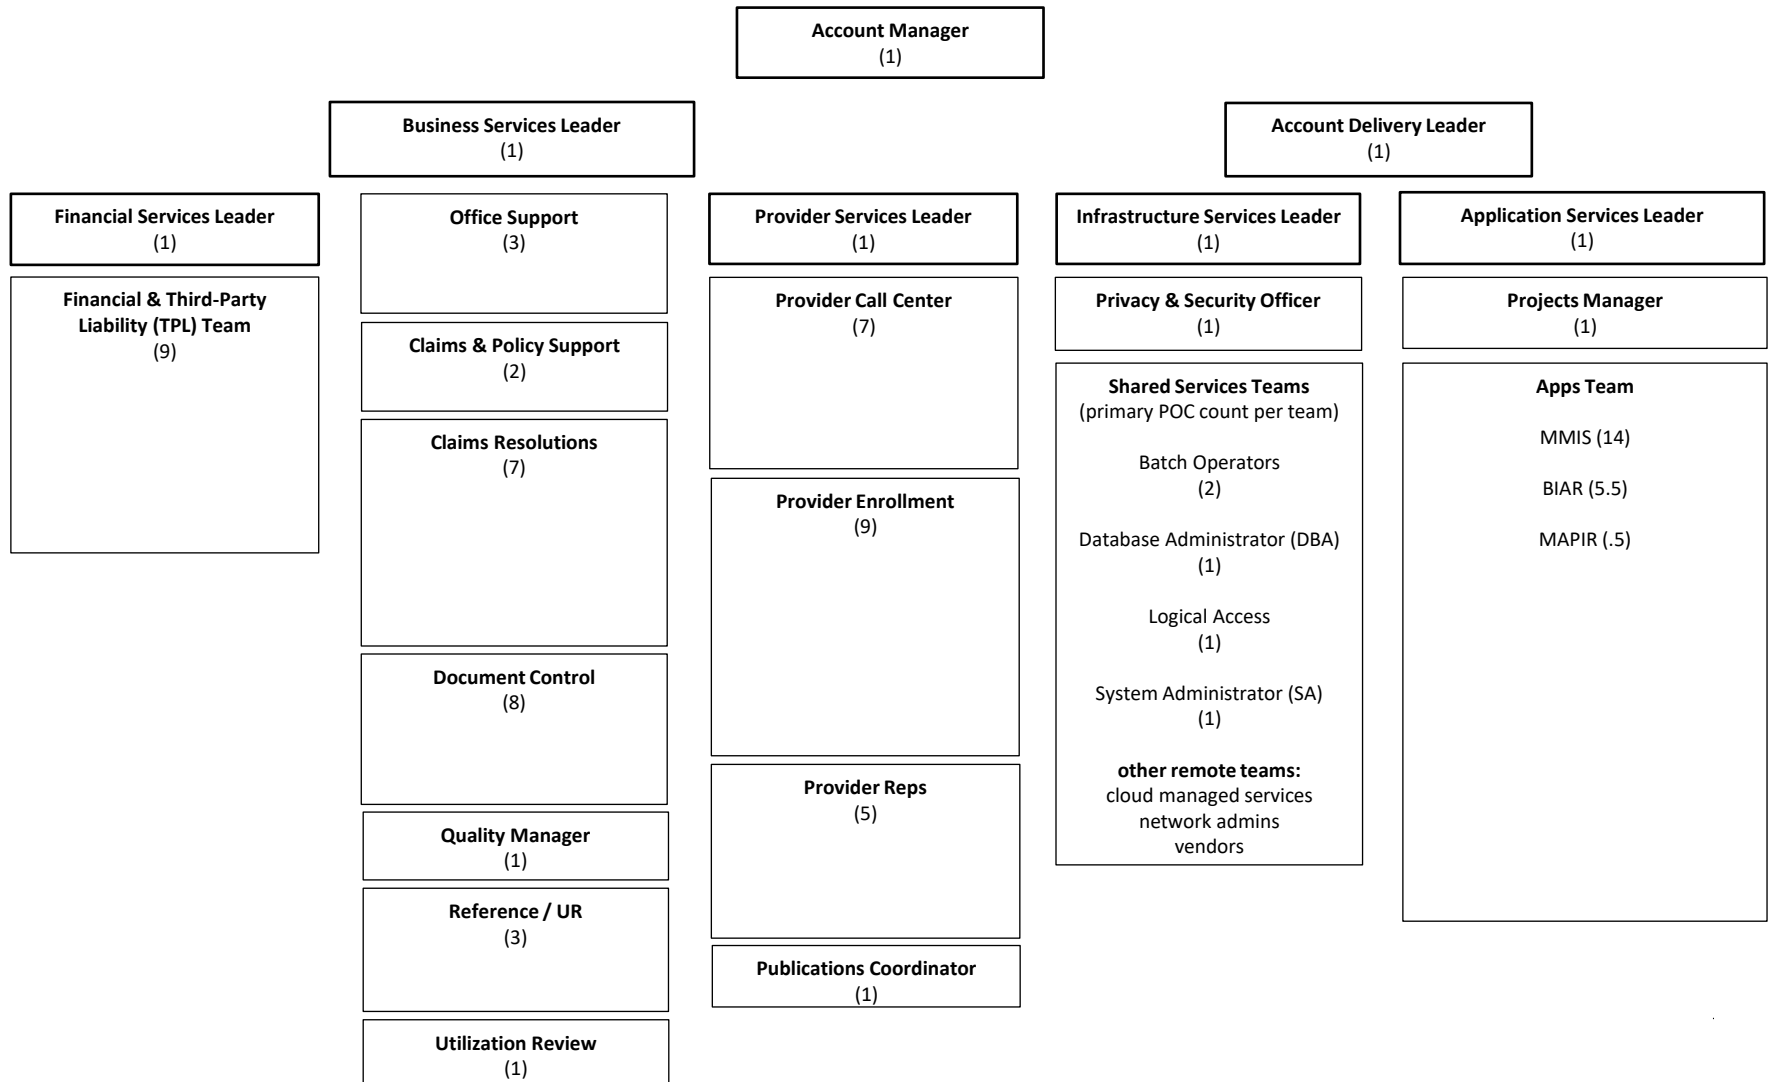 Account Manager
(1)
Business Services Leader
(1)
Account Delivery Leader
(1)
Financial Services Leader
(1)
Financial & Third-Party
Liability (TPL) Team
(9)
Office Support
(3)
Claims & Policy Support
(2)
Claims Resolutions
(7)
Document Control
(8)
Quality Manager
(1)
Reference / UR
(3)
Utilization Review
(1)
Provider Services Leader
(1)
Provider Call Center
(7)
Provider Enrollment
(9)
Provider Reps
(5)
Publications Coordinator
(1)
Infrastructure Services Leader
(1)
Privacy & Security Officer
(1)
Shared Services Teams
(primary POC count per team)
Batch Operators
(2)
Database Administrator (DBA)
(1)
Logical Access
(1)
System Administrator (SA)
(1)
other remote teams:
cloud managed services
network admins
vendors
Application Services Leader
(1)
Projects Manager
(1)
Apps Team
MMIS (14)
BIAR (5.5)
MAPIR (.5)